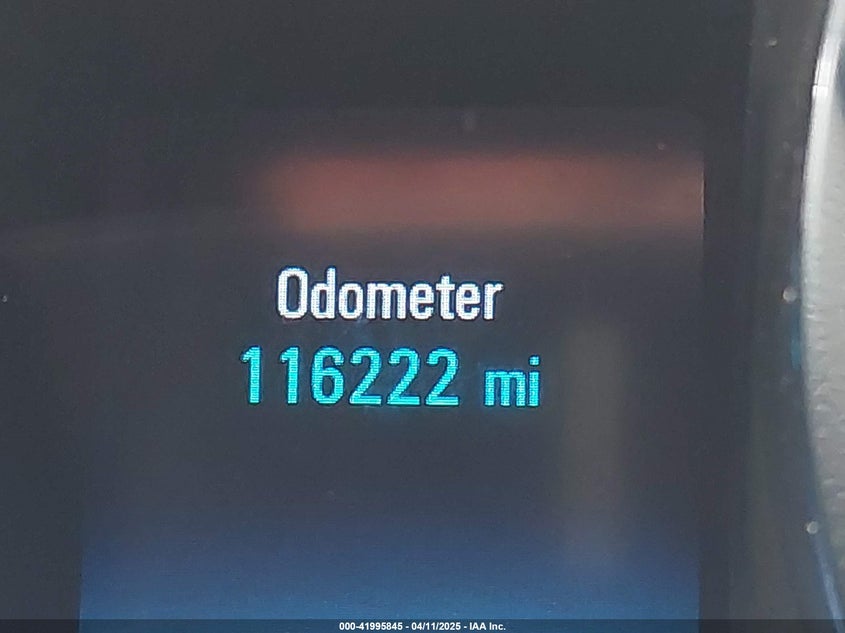 Odometer
116222 mi
000-41995845 - 04/11/2025 - IAA Inc.